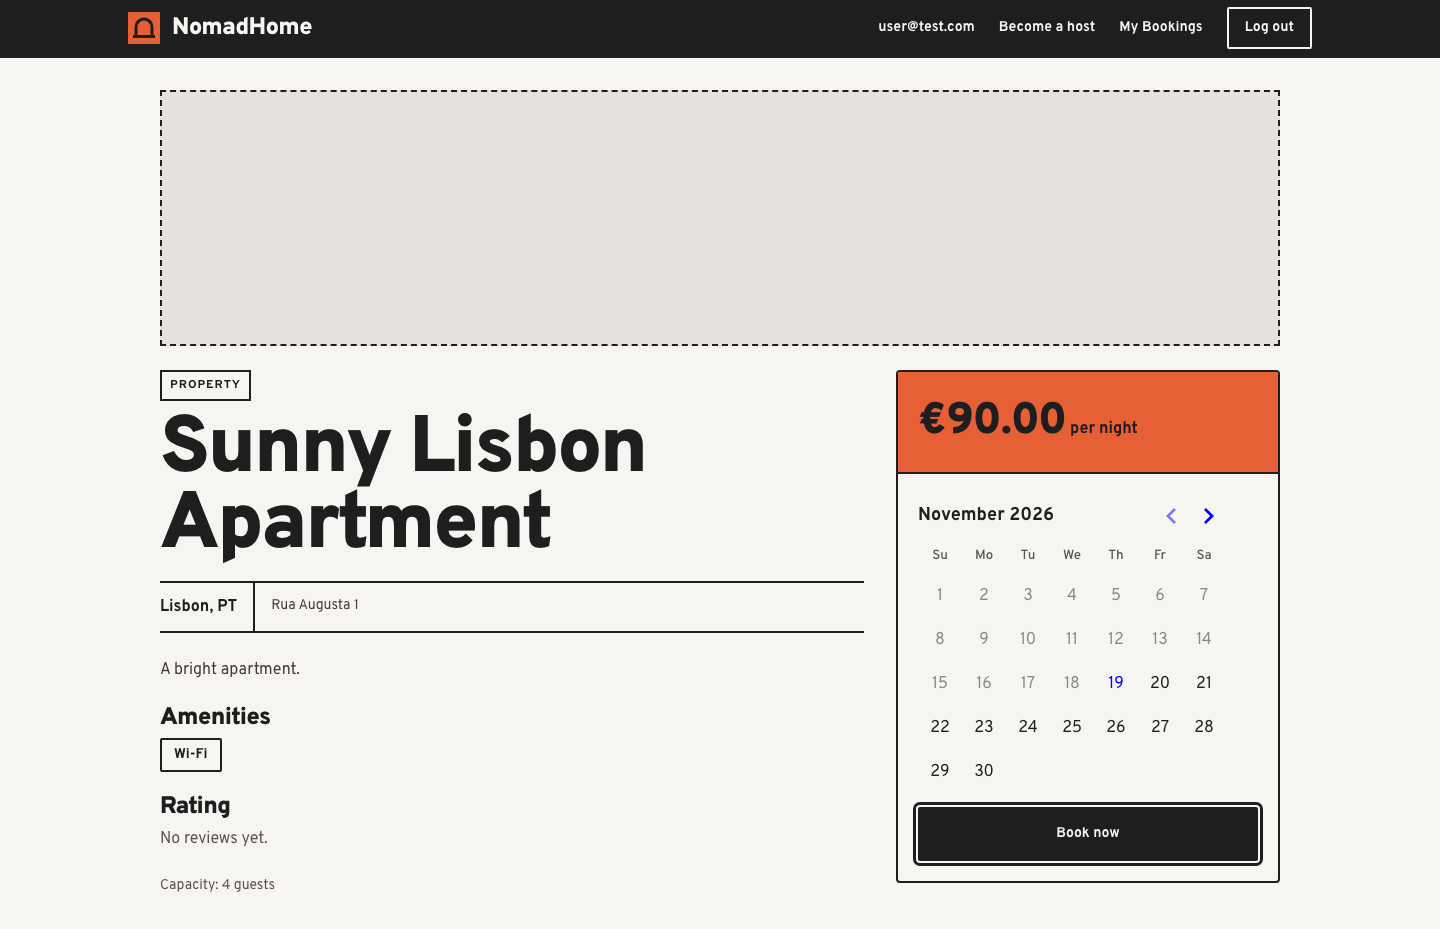 NomadHome
user@test.com Become a host My Bookings Log out
PROPERTY
Sunny Lisbon
Apartment
Lisbon, PT Rua Augusta 1
A bright apartment.
Amenities
Wi-Fi
Rating
No reviews yet.
Capacity: 4 guests
€90.00 per night
November 2026
Su Mo Tu We Th Fr Sa
1 2 3 4 5 6 7
8 9 10 11 12 13 14
15 16 17 18 19 20 21
22 23 24 25 26 27 28
29 30
Book now